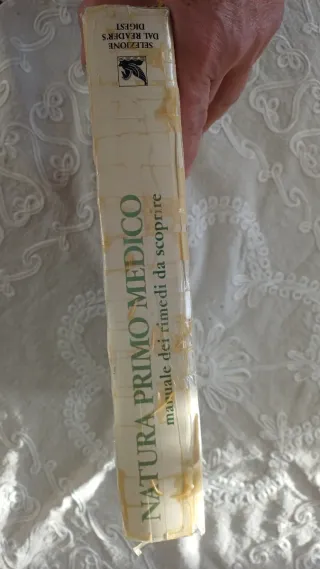 NATURA PRIMO MEDICO
manuale dei rimedi da scoprire
SELEZIONE
DAL READER'S
DIGEST